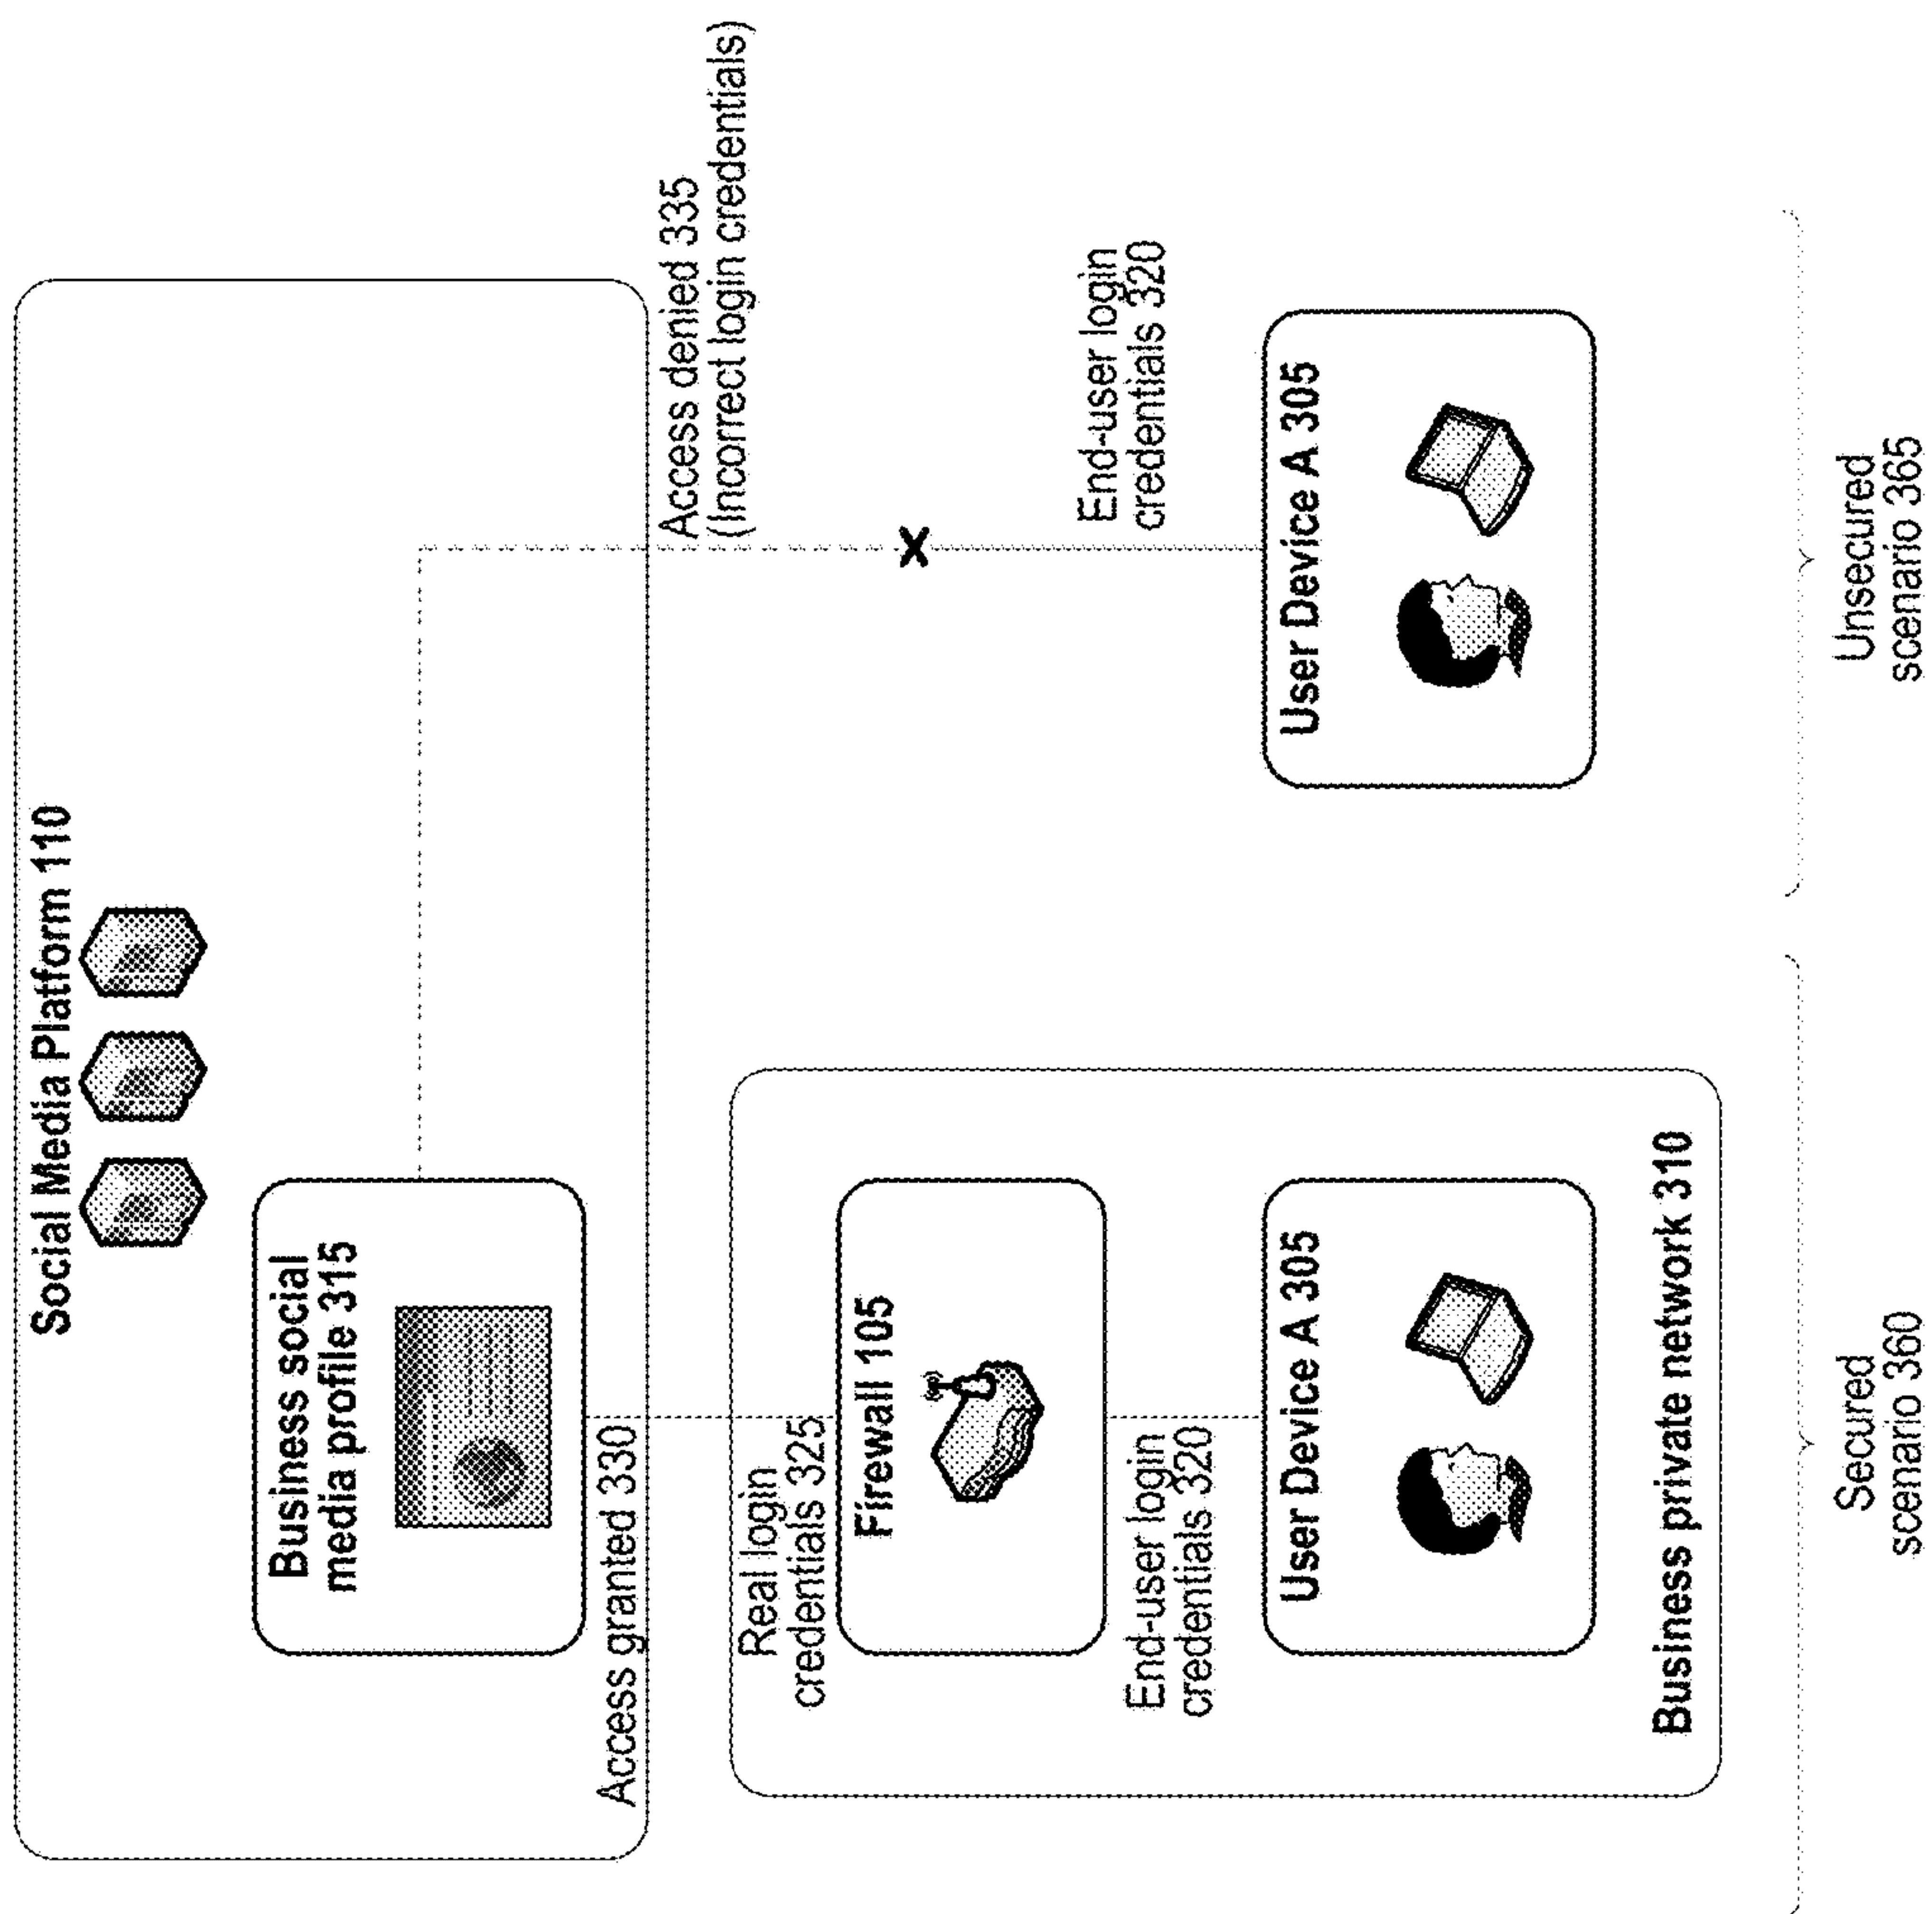 Social Media Platform 110
Business social
media profile 315
Access granted 330
Access denied 335
(Incorrect login credentials)
Real login
credentials 325
Firewall 105
End-user login
credentials 320
End-user login
credentials 320
User Device A 305
User Device A 305
Business private network 310
Secured
scenario 360
Unsecured
scenario 365